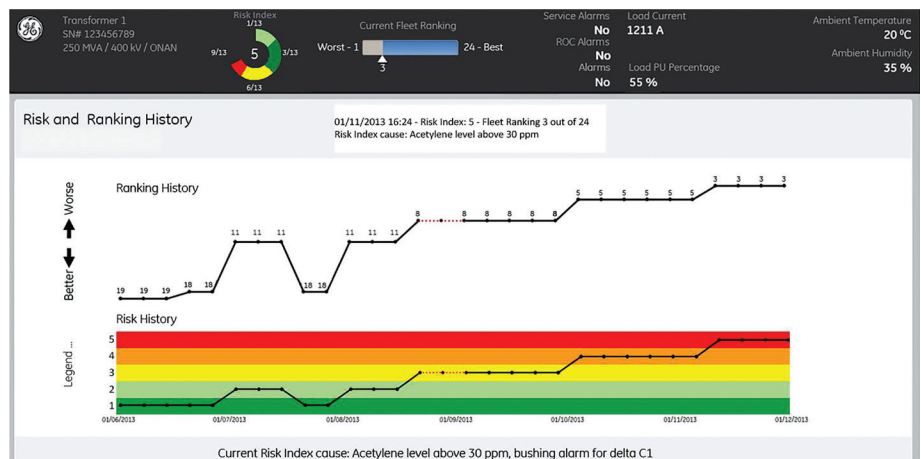 Transformer 1
SN# 123456789
250 MVA / 400 kV / ONAN
Risk Index
1/13
3/13
5
9/13
6/13
Current Fleet Ranking
Worst - 1
24 - Best
3
Service Alarms
No
ROC Alarms
No
Alarms
No
Load Current
1211 A
Load PU Percentage
55 %
Ambient Temperature
20 ºC
Ambient Humidity
35 %
Risk and Ranking History
01/11/2013 16:24 - Risk Index: 5 - Fleet Ranking 3 out of 24
Risk Index cause: Acetylene level above 30 ppm
Ranking History
Better
Worse
19 19 19 18 18 11 11 11 18 18 11 11 11 8 8 8 8 8 8 5 5 5 5 5 5 3 3 3 3
Risk History
Legend ...
5
4
3
2
1
01/06/2013 01/07/2013 01/08/2013 01/09/2013 01/10/2013 01/11/2013 01/12/2013
Current Risk Index cause: Acetylene level above 30 ppm, bushing alarm for delta C1